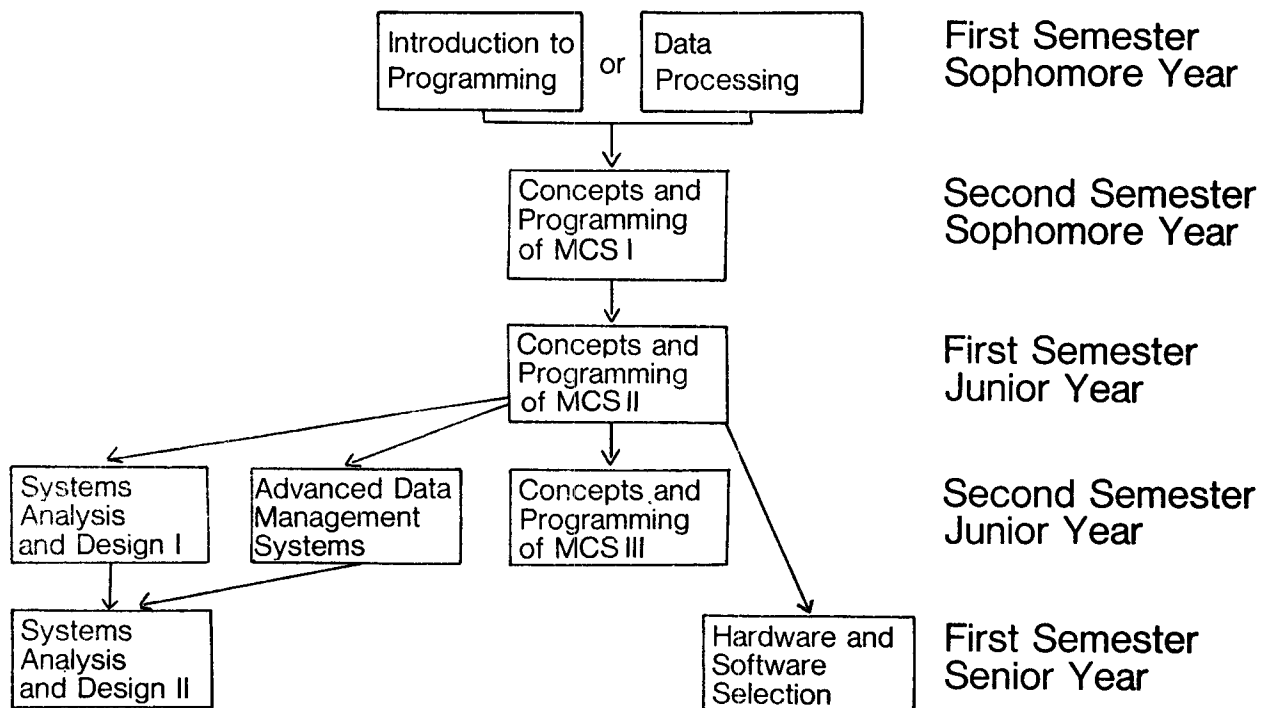 Introduction to
Programming
or
Data
Processing
First Semester
Sophomore Year
Concepts and
Programming
of MCS I
Second Semester
Sophomore Year
Concepts and
Programming
of MCS II
First Semester
Junior Year
Systems
Analysis
and Design I
Advanced Data
Management
Systems
Concepts and
Programming
of MCS III
Second Semester
Junior Year
Systems
Analysis
and Design II
Hardware and
Software
Selection
First Semester
Senior Year